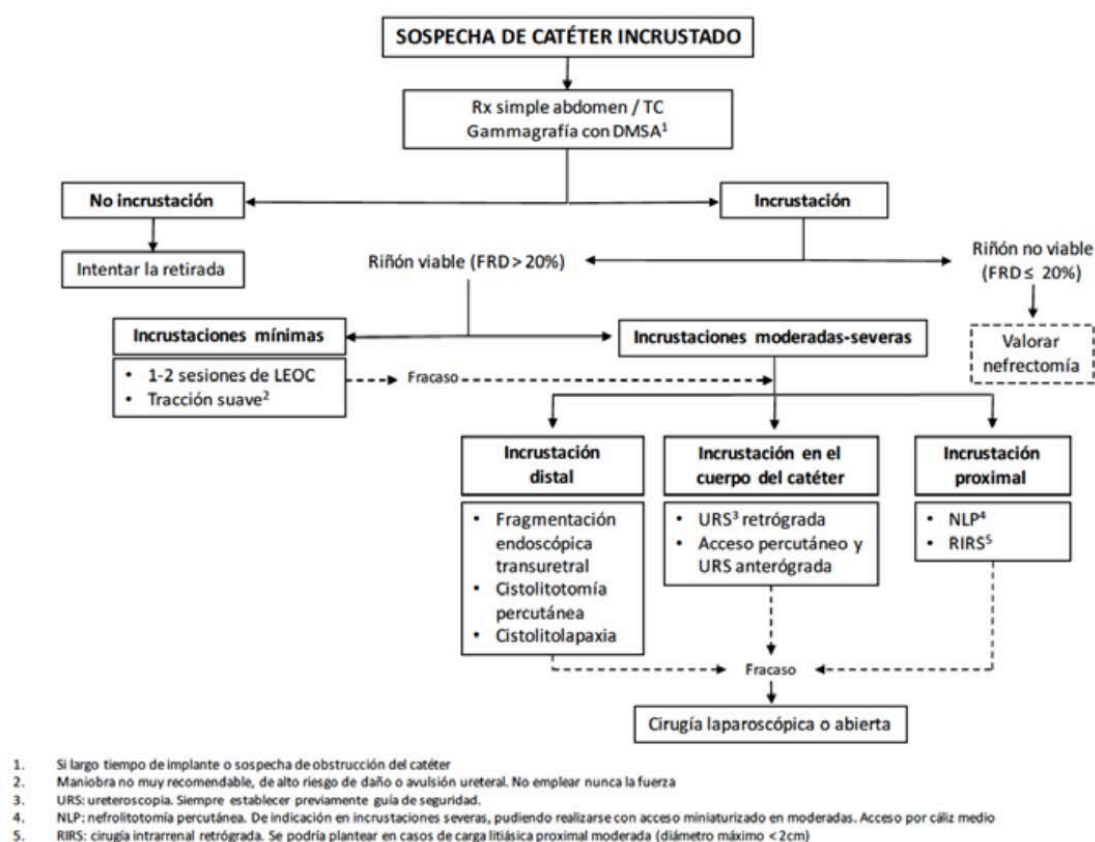 SOSPECHA DE CATÉTER INCRUSTADO
Rx simple abdomen / TC
Gammagrafía con DMSA¹
No incrustación
Incrustación
Intentar la retirada
Riñón viable (FRD > 20%)
Riñón no viable
(FRD ≤ 20%)
Incrustaciones mínimas
Incrustaciones moderadas-severas
Valorar
nefrectomía
• 1-2 sesiones de LEOC
• Tracción suave²
Fracaso
Incrustación
distal
• Fragmentación
endoscópica
transuretral
• Cistolitotomía
percutánea
• Cistolitolapaxia
Incrustación en el
cuerpo del catéter
• URS³ retrógrada
• Acceso percutáneo y
URS anterógrada
Incrustación
proximal
• NLP⁴
• RIRS⁵
Fracaso
Cirugía laparoscópica o abierta
1. Si largo tiempo de implante o sospecha de obstrucción del catéter
2. Maniobra no muy recomendable, de alto riesgo de daño o avulsión ureteral. No emplear nunca la fuerza
3. URS: ureteroscopia. Siempre establecer previamente guía de seguridad.
4. NLP: nefrolitotomía percutánea. De indicación en incrustaciones severas, pudiendo realizarse con acceso miniaturizado en moderadas. Acceso por cáliz medio
5. RIRS: cirugía intrarrenal retrógrada. Se podría plantear en casos de carga litiásica proximal moderada (diámetro máximo < 2cm)